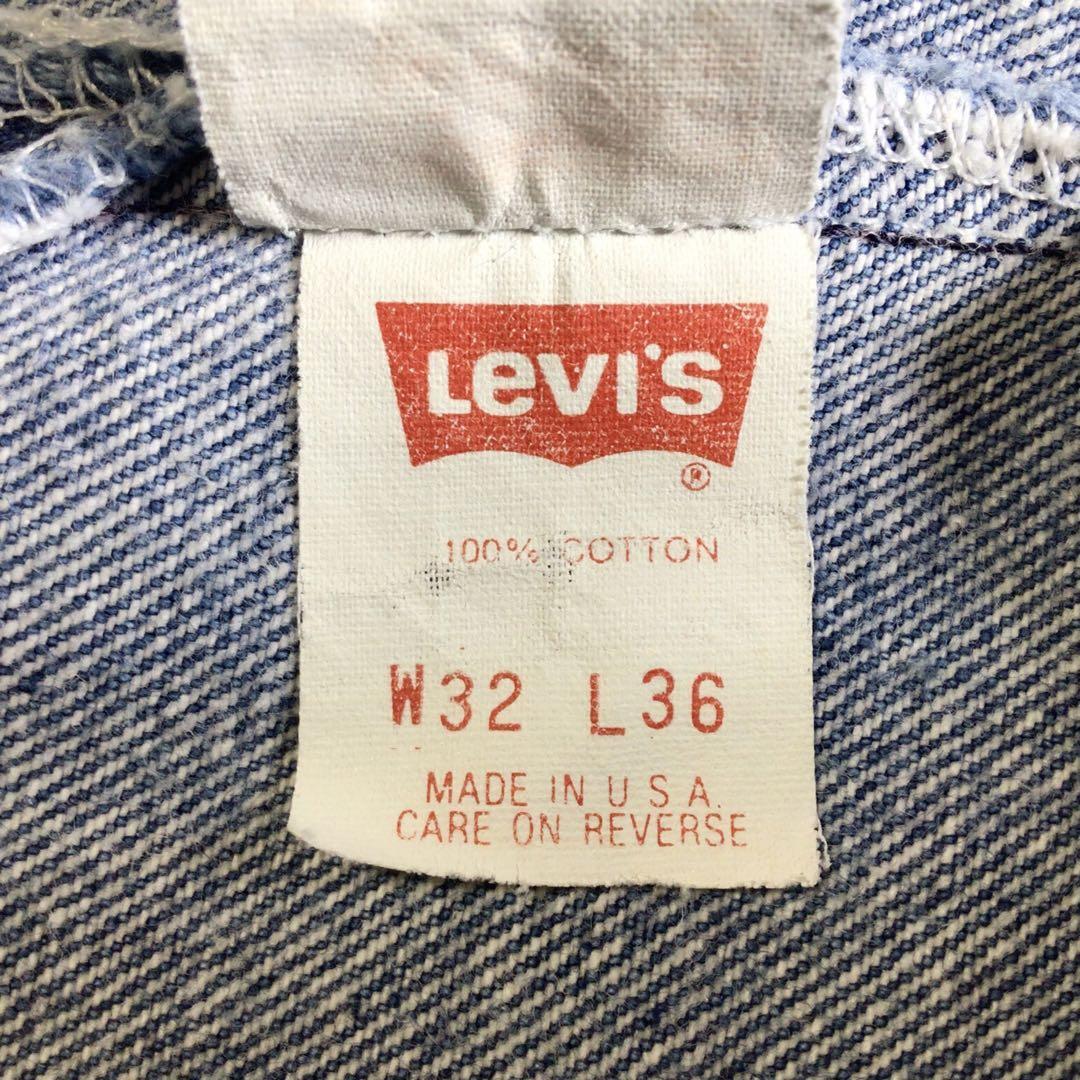 Levi's
®
100% COTTON
W32 L36
MADE IN U S A.
CARE ON REVERSE